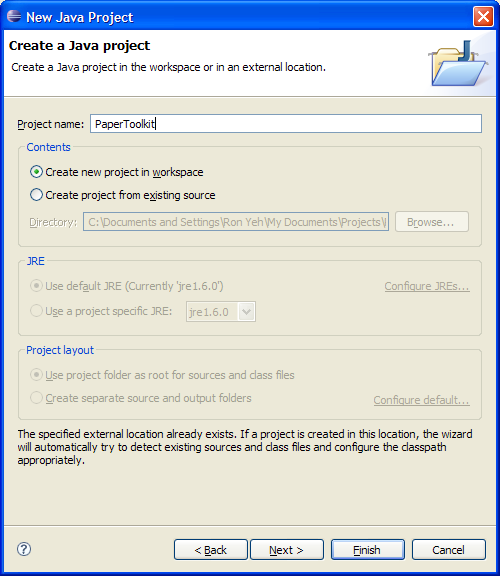 New Java Project
Create a Java project
Create a Java project in the workspace or in an external location.
Project name: PaperToolkit
Contents
Create new project in workspace
Create project from existing source
Directory: C:\Documents and Settings\Ron Yeh\My Documents\Projects\ Browse...
JRE
Use default JRE (Currently 'jre1.6.0') Configure JREs...
Use a project specific JRE: jre1.6.0
Project layout
Use project folder as root for sources and class files
Create separate source and output folders Configure default...
The specified external location already exists. If a project is created in this location, the wizard
will automatically try to detect existing sources and class files and configure the classpath
appropriately.
? < Back Next > Finish Cancel